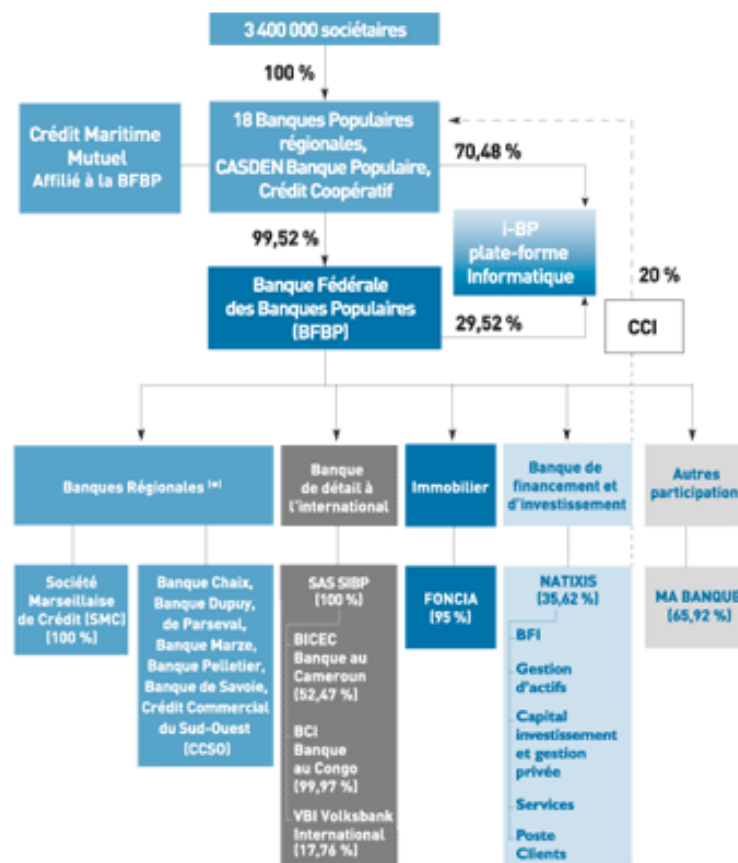 3 400 000 sociétaires
100 %
Crédit Maritime
Mutuel
Affilié à la BFBP
18 Banques Populaires
régionales,
CASDEN Banque Populaire,
Crédit Coopératif
70,48 %
i-BP
plate-forme
Informatique
99,52 %
Banque Fédérale
des Banques Populaires
(BFBP)
29,52 %
20 %
CCI
Banques Régionales (*)
Banque
de détail à
l'international
Immobilier
Banque de
financement et
d'investissement
Autres
participation
Société
Marseillaise
de Crédit (SMC)
(100 %)
Banque Chaix,
Banque Dupuy,
de Parseval,
Banque Marze,
Banque Pelletier,
Banque de Savoie,
Crédit Commercial
du Sud-Ouest
(CCSO)
SAS SIBP
(100 %)
BICEC
Banque au
Cameroun
(52,47 %)
BCI
Banque
au Congo
(99,97 %)
VBI Volksbank
International
(17,76 %)
FONCIA
(95 %)
NATIXIS
(35,62 %)
BFI
Gestion
d'actifs
Capital
investissement
et gestion
privée
Services
Poste
Clients
MA BANQUE
(65,92 %)